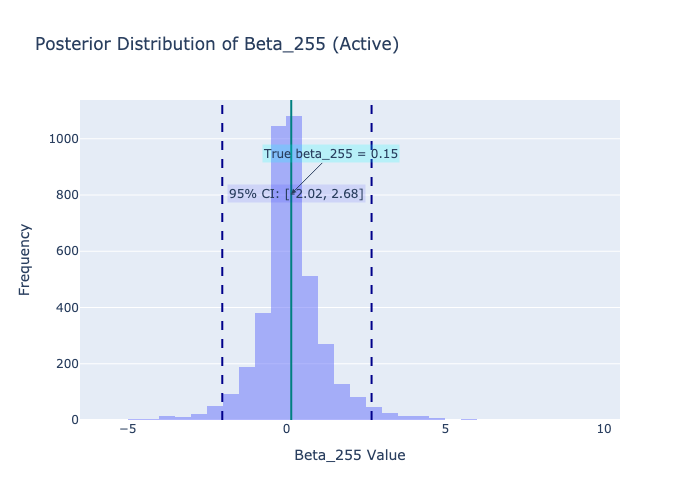 Posterior Distribution of Beta_255 (Active)
1000
800
600
400
200
0
Frequency
True beta_255 = 0.15
95% CI: [-2.02, 2.68]
−5
0
5
10
Beta_255 Value